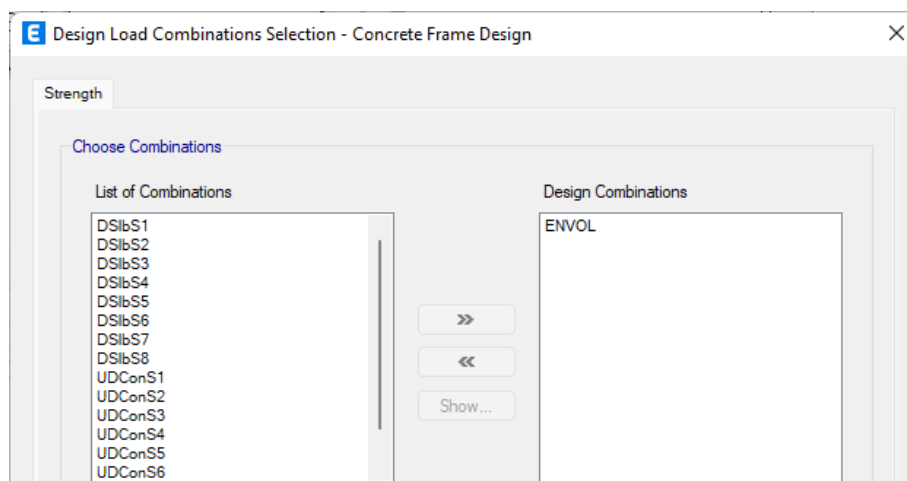 E Design Load Combinations Selection - Concrete Frame Design
Strength
Choose Combinations
List of Combinations
Design Combinations
DSlbS1
DSlbS2
DSlbS3
DSlbS4
DSlbS5
DSlbS6
DSlbS7
DSlbS8
UDConS1
UDConS2
UDConS3
UDConS4
UDConS5
UDConS6
>>
<<
Show...
ENVOL